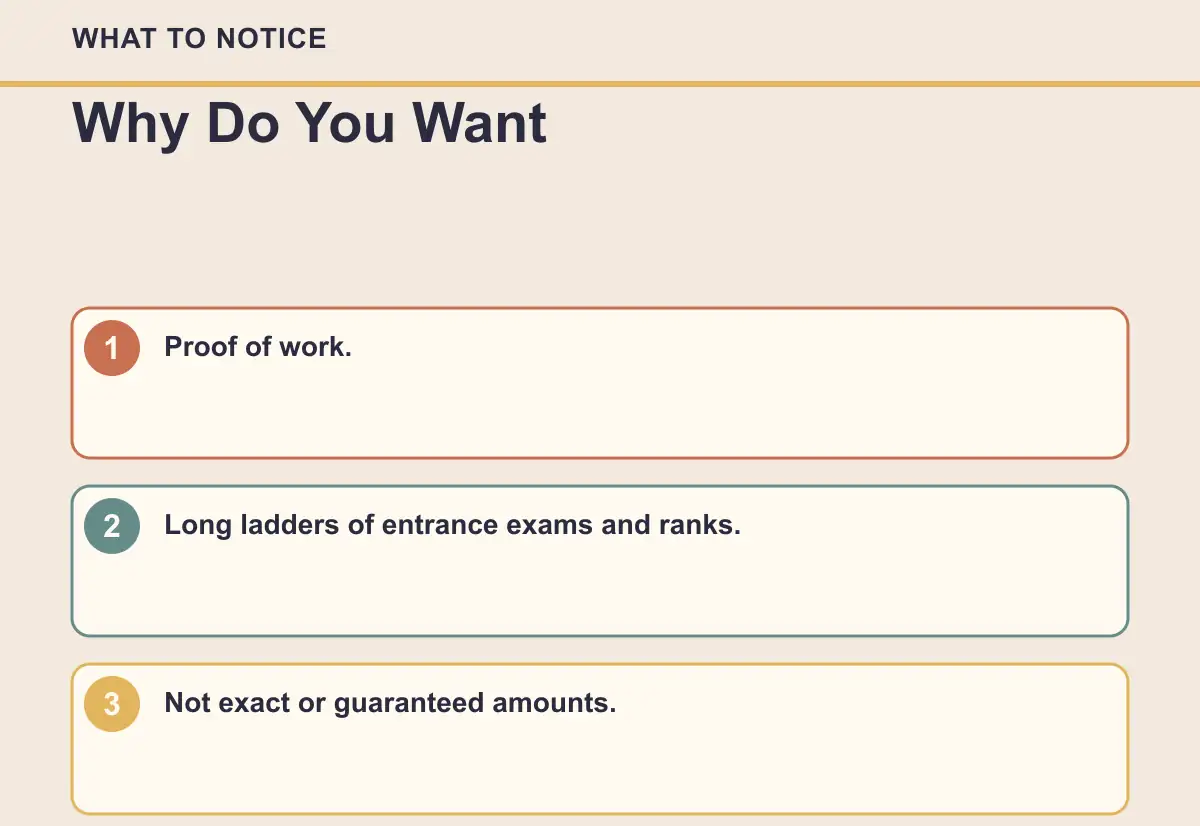 WHAT TO NOTICE
Why Do You Want
1 Proof of work.
2 Long ladders of entrance exams and ranks.
3 Not exact or guaranteed amounts.